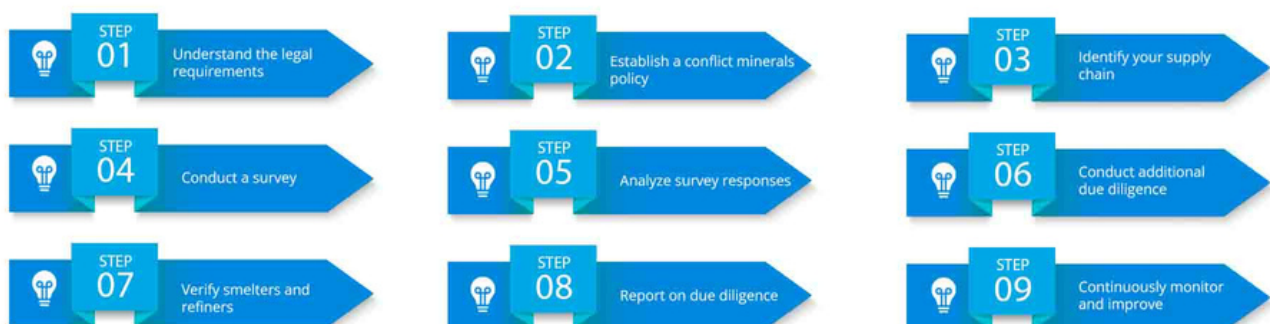 STEP
01
Understand the legal
requirements
STEP
02
Establish a conflict minerals
policy
STEP
03
Identify your supply
chain
STEP
04
Conduct a survey
STEP
05
Analyze survey responses
STEP
06
Conduct additional
due diligence
STEP
07
Verify smelters and
refiners
STEP
08
Report on due diligence
STEP
09
Continuously monitor
and improve